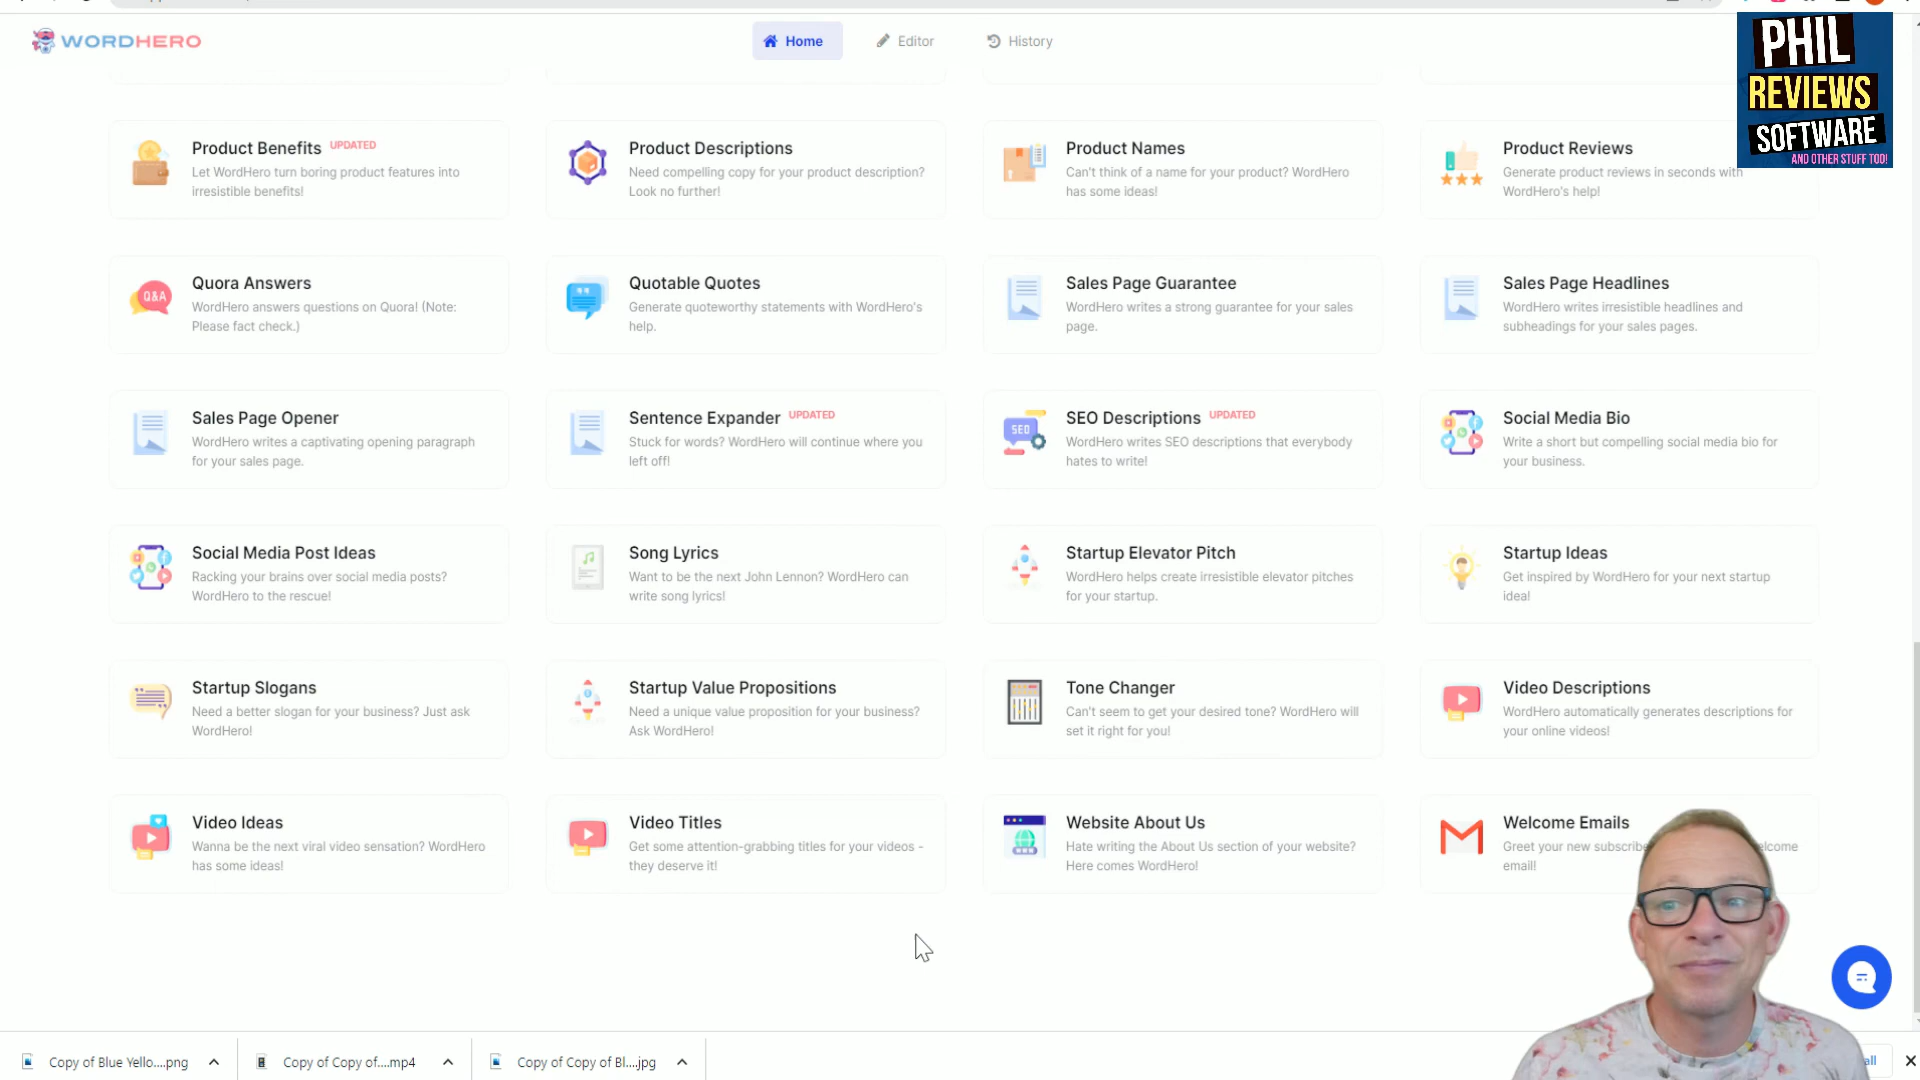 WORDHERO
Home
Editor
History
PHIL
REVIEWS
SOFTWARE
AND OTHER STUFF TOO!
Product Benefits UPDATED
Let WordHero turn boring product features into
irresistible benefits!
Product Descriptions
Need compelling copy for your product description?
Look no further!
Product Names
Can't think of a name for your product? WordHero
has some ideas!
Product Reviews
Generate product reviews in seconds with
WordHero's help!
Q&A
Quora Answers
WordHero answers questions on Quora! (Note:
Please fact check.)
Quotable Quotes
Generate quoteworthy statements with WordHero's
help.
Sales Page Guarantee
WordHero writes a strong guarantee for your sales
page.
Sales Page Headlines
WordHero writes irresistible headlines and
subheadings for your sales pages.
Sales Page Opener
WordHero writes a captivating opening paragraph
for your sales page.
Sentence Expander UPDATED
Stuck for words? WordHero will continue where you
left off!
SEO
SEO Descriptions UPDATED
WordHero writes SEO descriptions that everybody
hates to write!
Social Media Bio
Write a short but compelling social media bio for
your business.
Social Media Post Ideas
Racking your brains over social media posts?
WordHero to the rescue!
Song Lyrics
Want to be the next John Lennon? WordHero can
write song lyrics!
Startup Elevator Pitch
WordHero helps create irresistible elevator pitches
for your startup.
Startup Ideas
Get inspired by WordHero for your next startup
idea!
Startup Slogans
Need a better slogan for your business? Just ask
WordHero!
Startup Value Propositions
Need a unique value proposition for your business?
Ask WordHero!
Tone Changer
Can't seem to get your desired tone? WordHero will
set it right for you!
Video Descriptions
WordHero automatically generates descriptions for
your online videos!
Video Ideas
Wanna be the next viral video sensation? WordHero
has some ideas!
Video Titles
Get some attention-grabbing titles for your videos -
they deserve it!
Website About Us
Hate writing the About Us section of your website?
Here comes WordHero!
Welcome Emails
Greet your new
email!
Copy of Blue Yello....png
Copy of Copy of....mp4
Copy of Copy of Bl....jpg